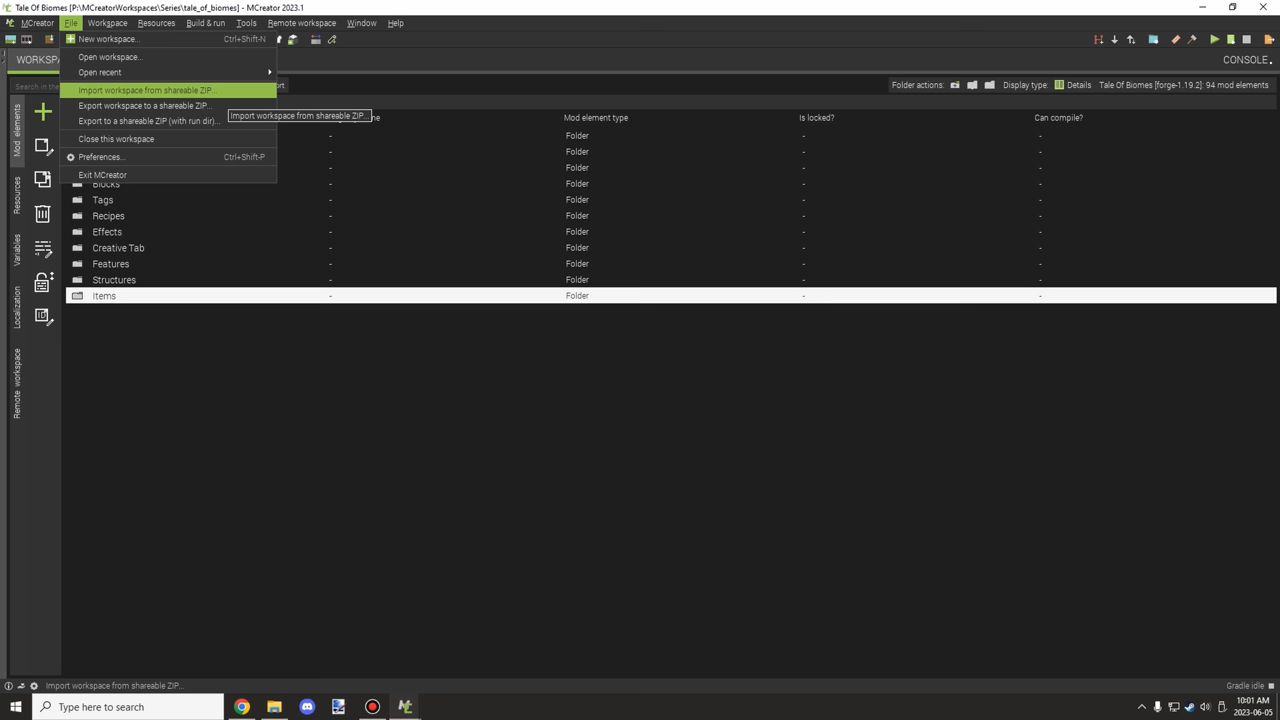 Tale Of Biomes [P:\MCreatorWorkspaces\Series\tale_of_biomes] - MCreator 2023.1
MCreator File Workspace Resources Build & run Tools Remote workspace Window Help
New workspace... Ctrl+Shift-N
Open workspace...
WORKSPA CONSOLE
Open recent
Search in the ort Folder actions: Display type: Details Tale Of Biomes [forge-1.19.2]: 94 mod elements
Import workspace from shareable ZIP...
Export workspace to a shareable ZIP...
Import workspace from shareable ZIP...
me Mod element type Is locked? Can compile?
Export to a shareable ZIP (with run dir)...
Close this workspace
Folder - -
Folder - -
Preferences... Ctrl+Shift-P
Folder - -
Exit MCreator
Blocks - Folder - -
Tags - Folder - -
Recipes - Folder - -
Effects - Folder - -
Creative Tab - Folder - -
Features - Folder - -
Structures - Folder - -
Items - Folder - -
Mod elements
Resources
Variables
Localization
Remote workspace
Import workspace from shareable ZIP... Gradle idle
Type here to search
10:01 AM
2023-06-05